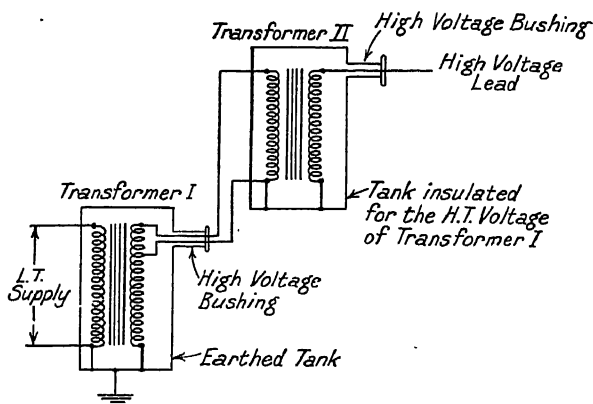 Transformer II
High Voltage Bushing
High Voltage
Lead
Transformer I
Tank insulated
for the H.T. Voltage
of Transformer I
L.T.
Supply
High Voltage
Bushing
Earthed Tank